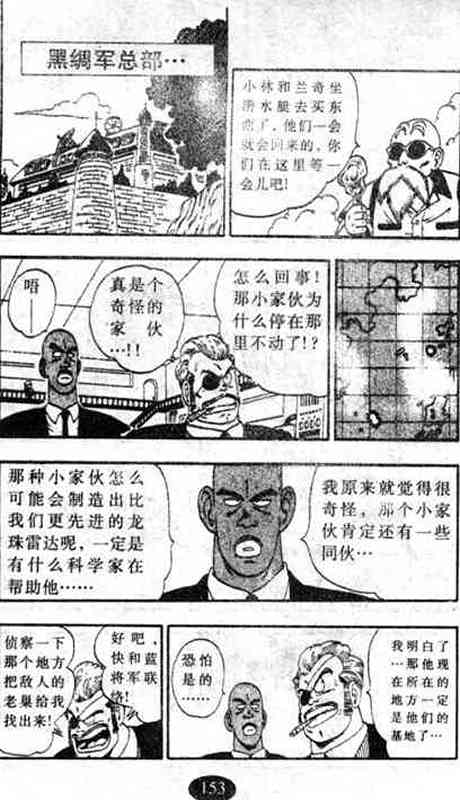 小林和兰奇坐
潜水艇去买东
西了,他们一会
就会回来的,你
们在这里等一
会儿吧!
黑绸军总部…
怎么回事!
那小家伙为
什么停在那
里不动了!?
真是个
奇怪的
家伙
…!!
唔
——
我原来就觉得很
奇怪,那个小家
伙肯定还有一些
同伙…
那种小家伙怎么
可能会制造出比
我们更先进的龙
珠雷达呢,一定是
有什么科学家在
帮助他……
我明白了
…那他现
在所在的
地方一定
是他们的
基地了…
恐怕
是的
……
好吧,
快和蓝
将军联
络!
侦察一下
那个地方
把敌人的
老巢给我
找出来!
153